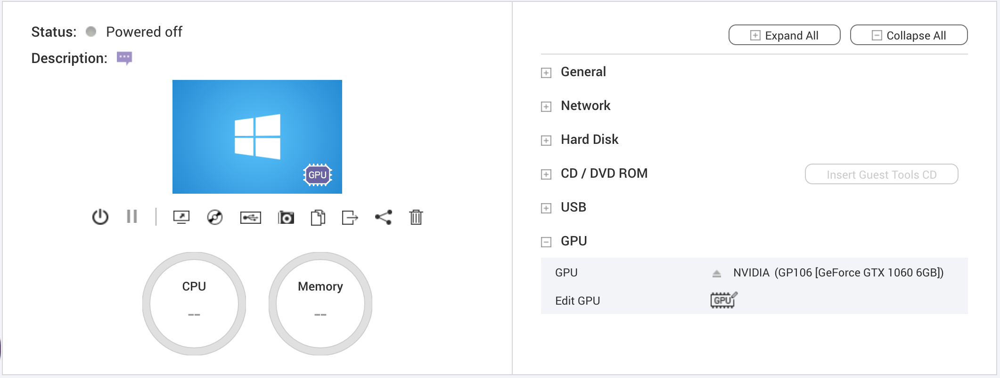 Status: Powered off
Description:
GPU
CPU
--
Memory
--
Expand All
Collapse All
General
Network
Hard Disk
CD / DVD ROM
Insert Guest Tools CD
USB
GPU
GPU NVIDIA (GP106 [GeForce GTX 1060 6GB])
Edit GPU GPU